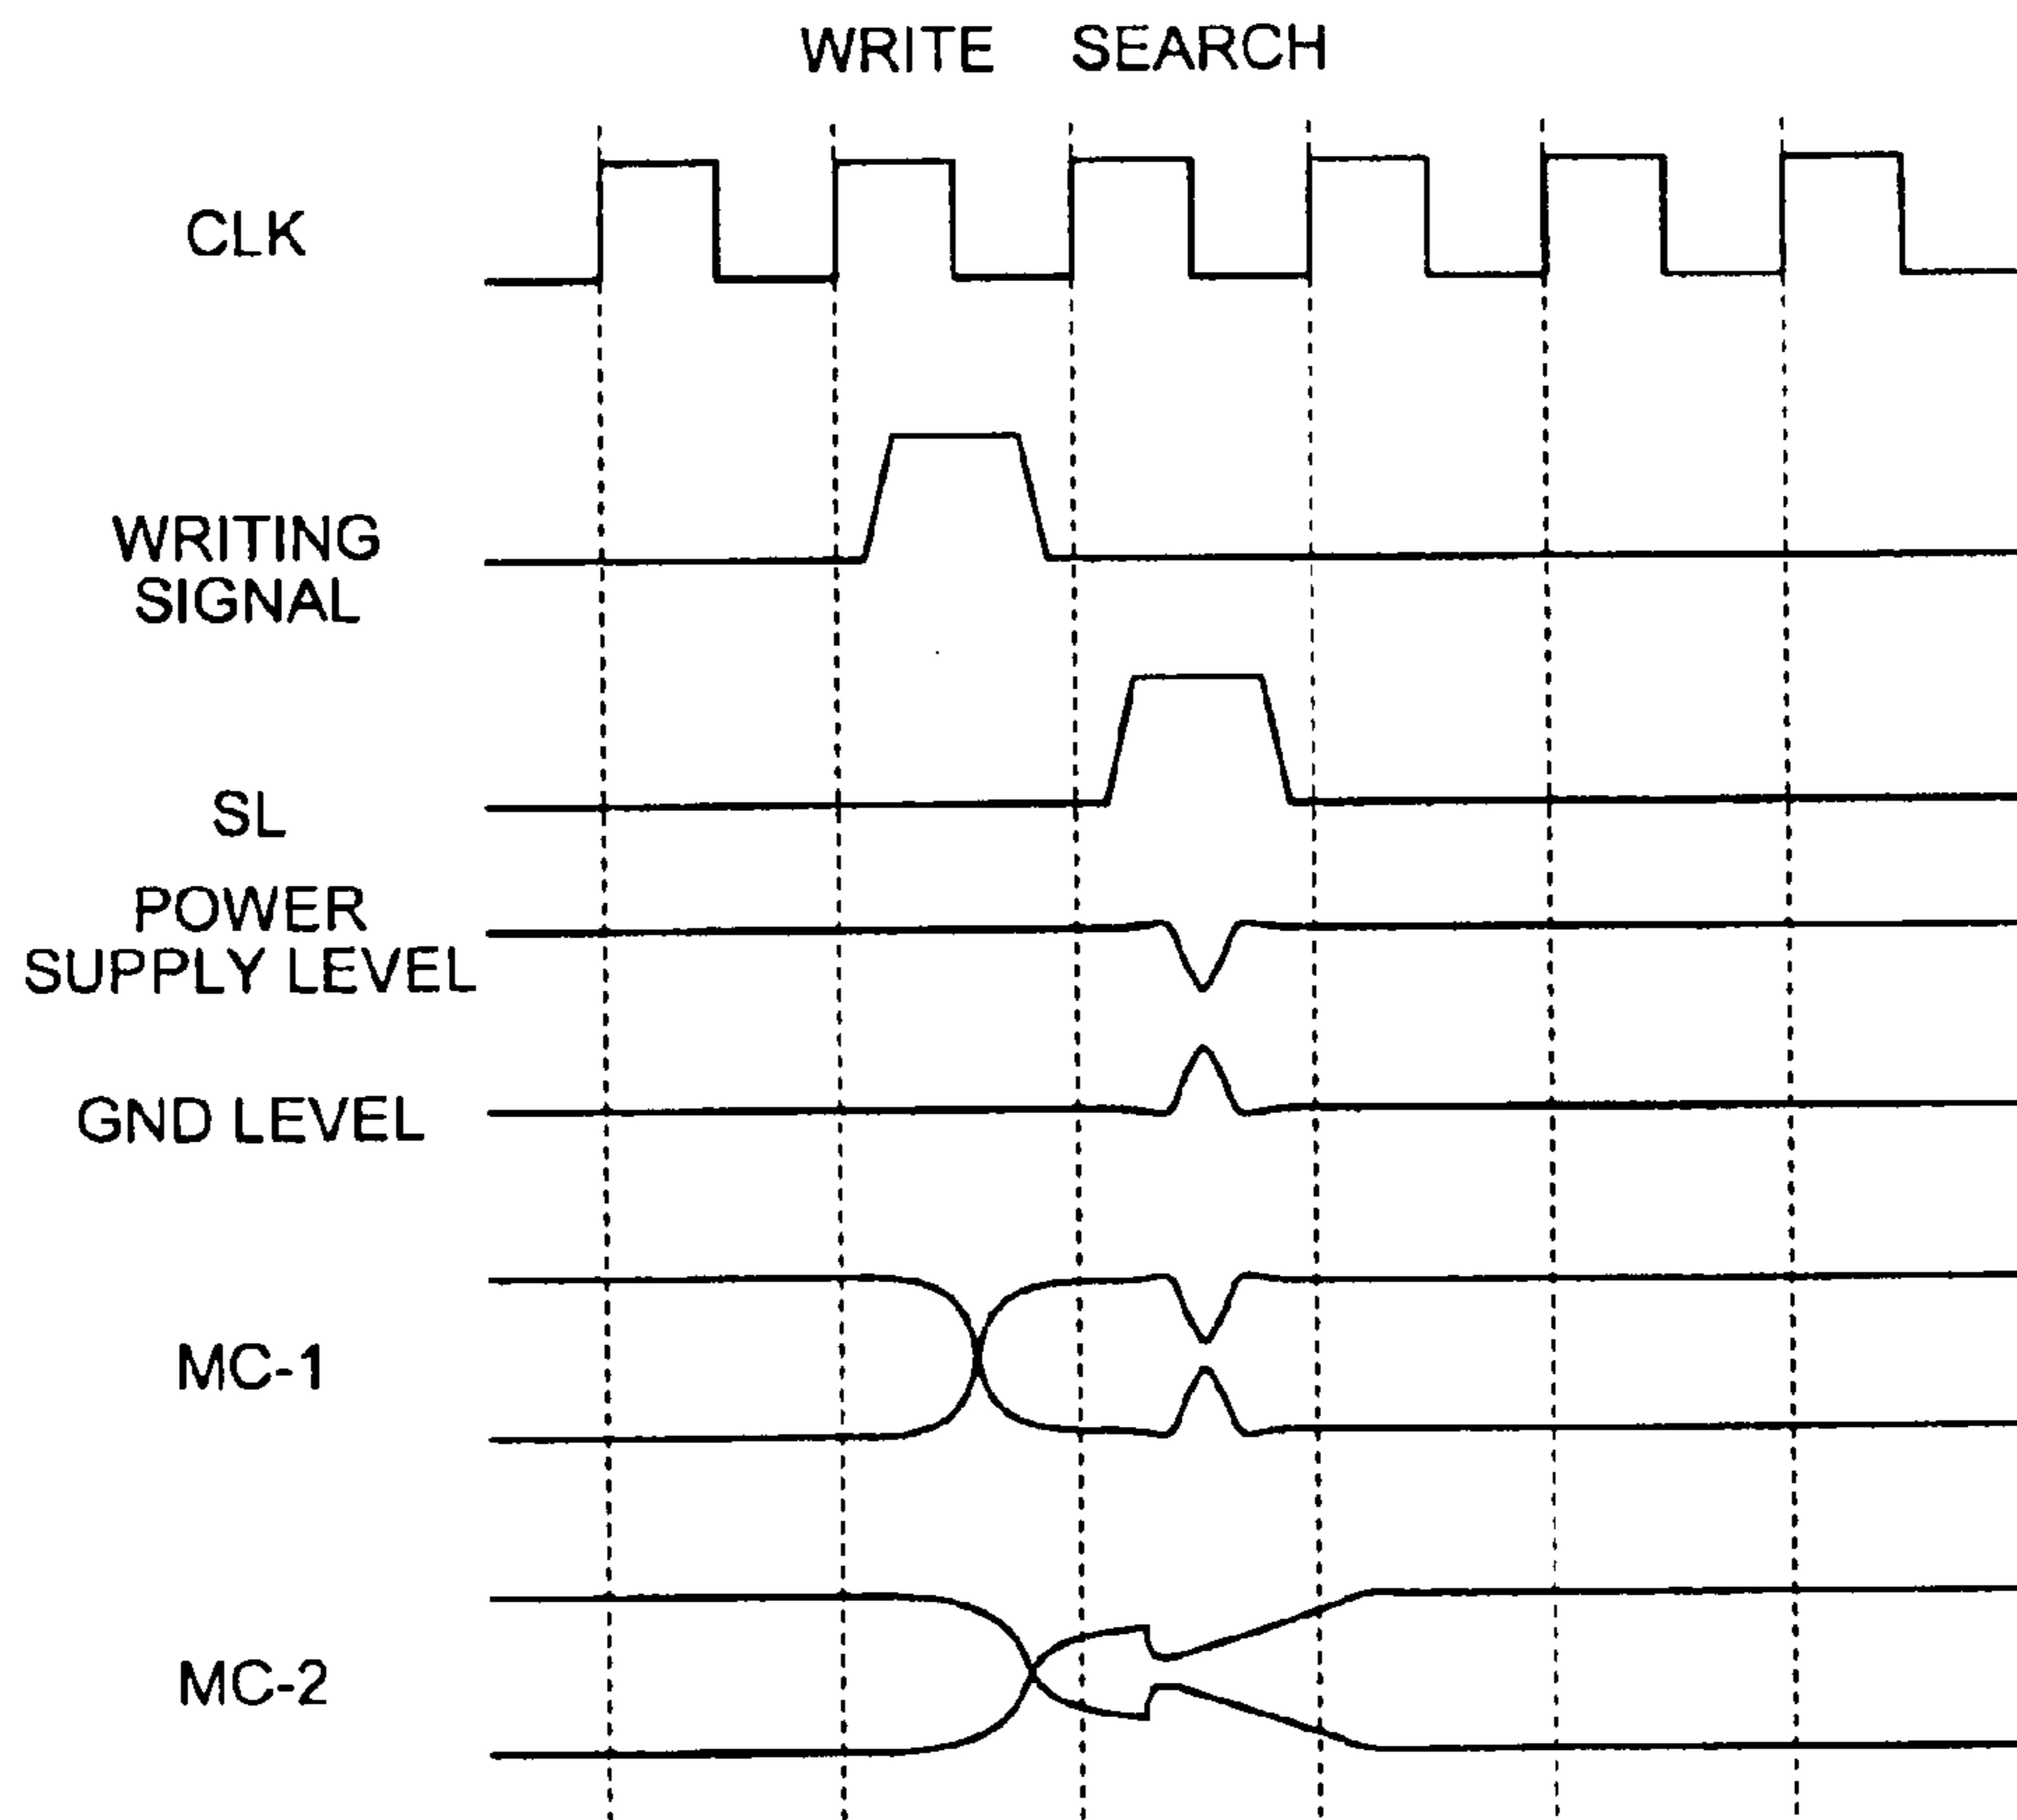 WRITE SEARCH
CLK
WRITING
SIGNAL
SL
POWER
SUPPLY LEVEL
GND LEVEL
MC-1
MC-2